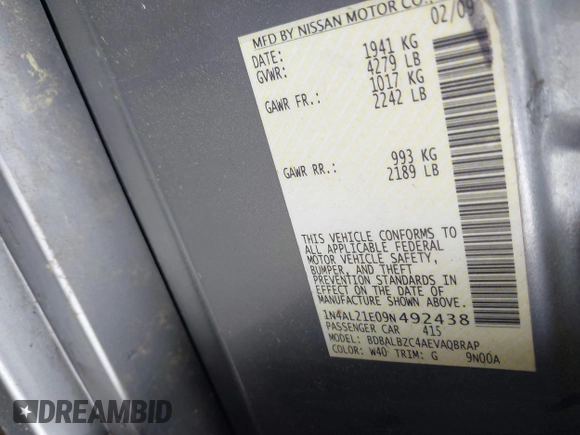 MFD BY NISSAN MOTOR CO.,
DATE: 02/09
GVWR: 1941 KG
4279 LB
GAWR FR.: 1017 KG
2242 LB
GAWR RR.: 993 KG
2189 LB
THIS VEHICLE CONFORMS TO
ALL APPLICABLE FEDERAL
MOTOR VEHICLE SAFETY,
BUMPER, AND THEFT
PREVENTION STANDARDS IN
EFFECT ON THE DATE OF
MANUFACTURE SHOWN ABOVE.
1N4AL21E09N492438
PASSENGER CAR 415
MODEL: BDBALBZC4AEVAQBRAP
COLOR: W40 TRIM: G 9N00A
DREAMBID